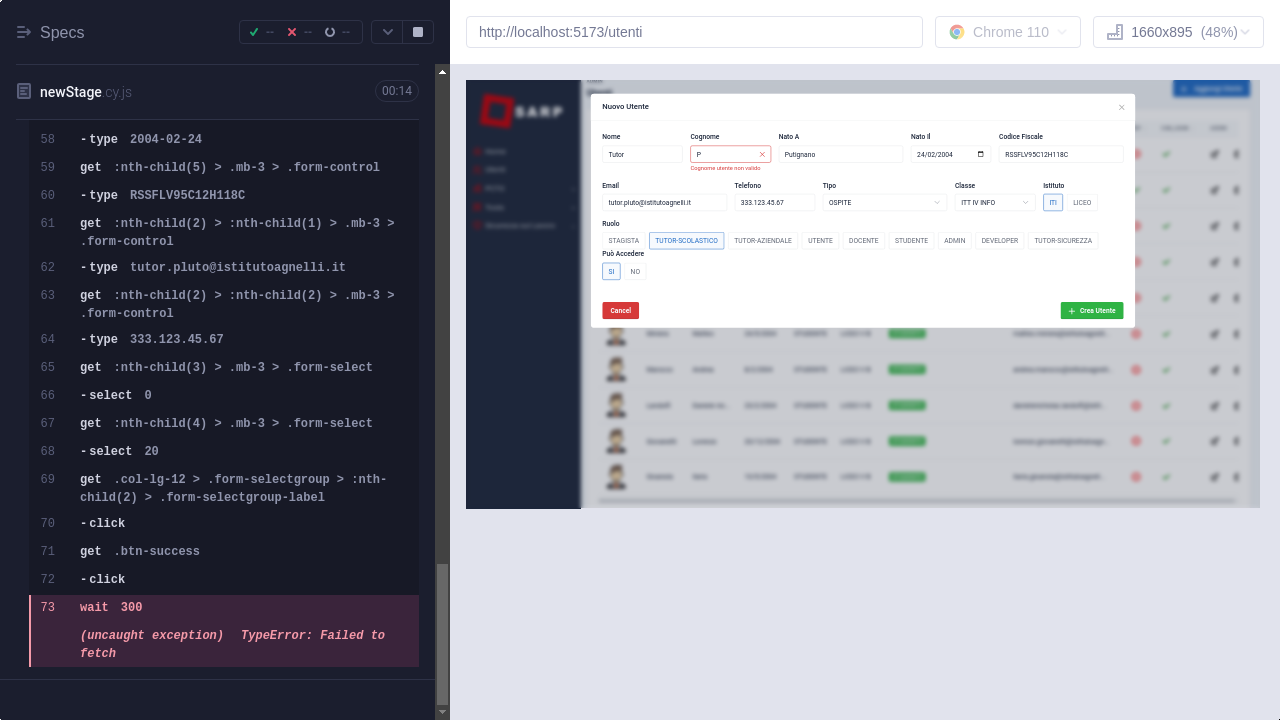 Specs
--
--
--
newStage.cy.js
00:14
58 -type 2004-02-24
59 get :nth-child(5) > .mb-3 > .form-control
60 -type RSSFLV95C12H118C
61 get :nth-child(2) > :nth-child(1) > .mb-3 >
.form-control
62 -type tutor.pluto@istitutoagnelli.it
63 get :nth-child(2) > :nth-child(2) > .mb-3 >
.form-control
64 -type 333.123.45.67
65 get :nth-child(3) > .mb-3 > .form-select
66 -select 0
67 get :nth-child(4) > .mb-3 > .form-select
68 -select 20
69 get .col-lg-12 > .form-selectgroup > :nth-
child(2) > .form-selectgroup-label
70 -click
71 get .btn-success
72 -click
73 wait 300
(uncaught exception) TypeError: Failed to
fetch
http://localhost:5173/utenti
Chrome 110
1660x895 (48%)
SARP
Nuovo Utente
Nome Cognome Nato A Nato Il Codice Fiscale
Tutor P Putignano 24/02/2004 RSSFLV95C12H118C
Cognome utente non valido
Email Telefono Tipo Classe Istituto
tutor.pluto@istitutoagnelli.it 333.123.45.67 OSPITE ITT IV INFO ITI LICEO
Ruolo
STAGISTA TUTOR-SCOLASTICO TUTOR-AZIENDALE UTENTE DOCENTE STUDENTE ADMIN DEVELOPER TUTOR-SICUREZZA
Può Accedere
SI NO
Cancel
Crea Utente